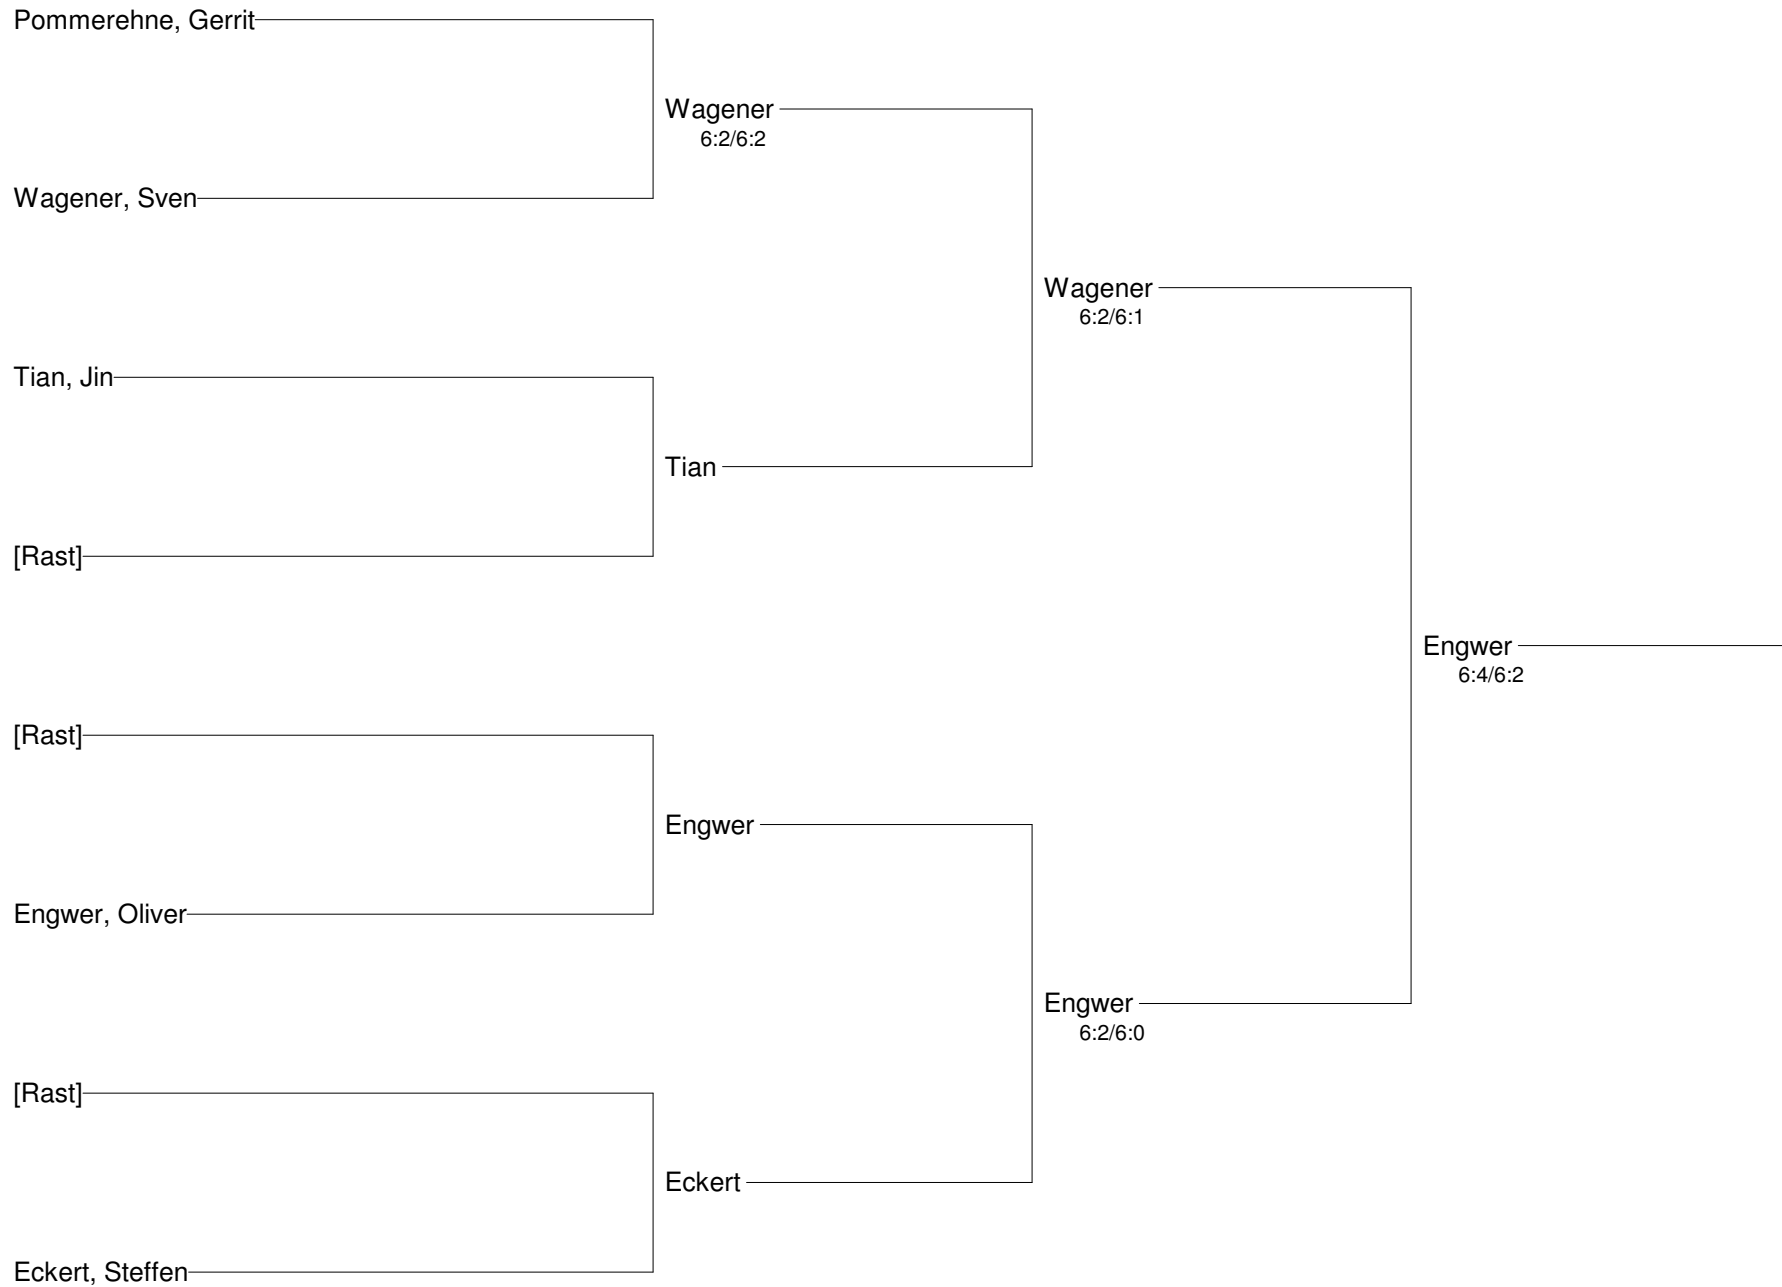 Pommerehne, Gerrit
Wagener
6:2/6:2
Wagener, Sven
Wagener
6:2/6:1
Tian, Jin
Tian
[Rast]
Engwer
6:4/6:2
[Rast]
Engwer
Engwer, Oliver
Engwer
6:2/6:0
[Rast]
Eckert
Eckert, Steffen